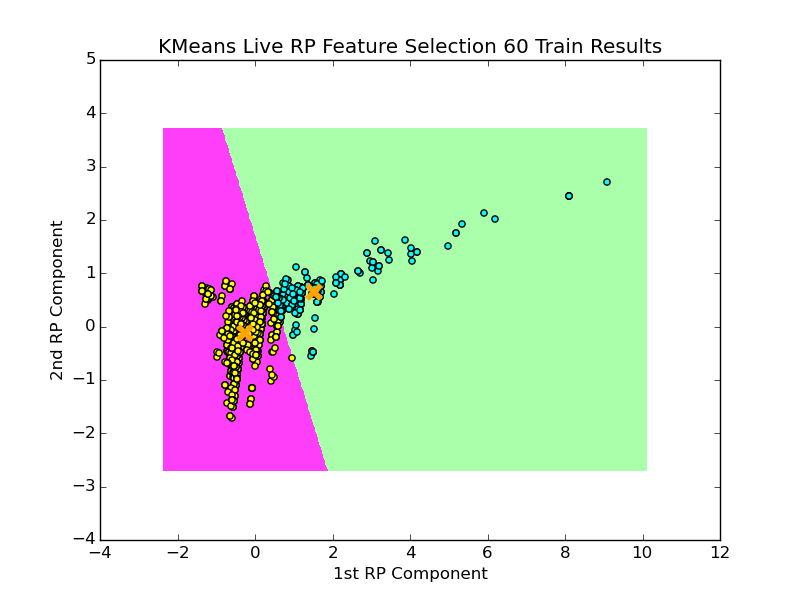 KMeans Live RP Feature Selection 60 Train Results
5
4
3
2
1
0
−1
−2
−3
−4
2nd RP Component
−4 −2 0 2 4 6 8 10 12
1st RP Component